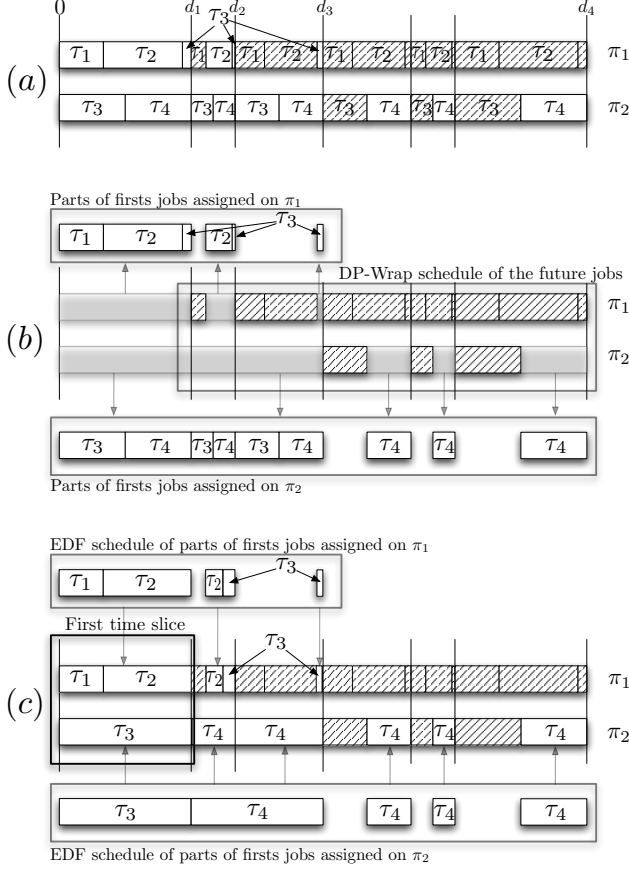 0 d₁ d₂ d₃ d₄
τ₃
(a)
τ₁ τ₂ τ₁ τ₂ τ₁ τ₂ τ₁ τ₂ τ₁ τ₂ τ₁ τ₂ π₁
τ₃ τ₄ τ₃ τ₄ τ₃ τ₄ τ₃ τ₄ τ₃ τ₄ τ₃ τ₄ π₂
Parts of firsts jobs assigned on π₁
τ₃
τ₁ τ₂ τ₂
DP-Wrap schedule of the future jobs
(b)
π₁
π₂
τ₃ τ₄ τ₃ τ₄ τ₃ τ₄ τ₄ τ₄ τ₄
Parts of firsts jobs assigned on π₂
EDF schedule of parts of firsts jobs assigned on π₁
τ₃
τ₁ τ₂ τ₂
First time slice
τ₃
(c)
τ₁ τ₂ τ₂ π₁
τ₃ τ₄ τ₄ τ₄ τ₄ τ₄ π₂
τ₃ τ₄ τ₄ τ₄ τ₄
EDF schedule of parts of firsts jobs assigned on π₂